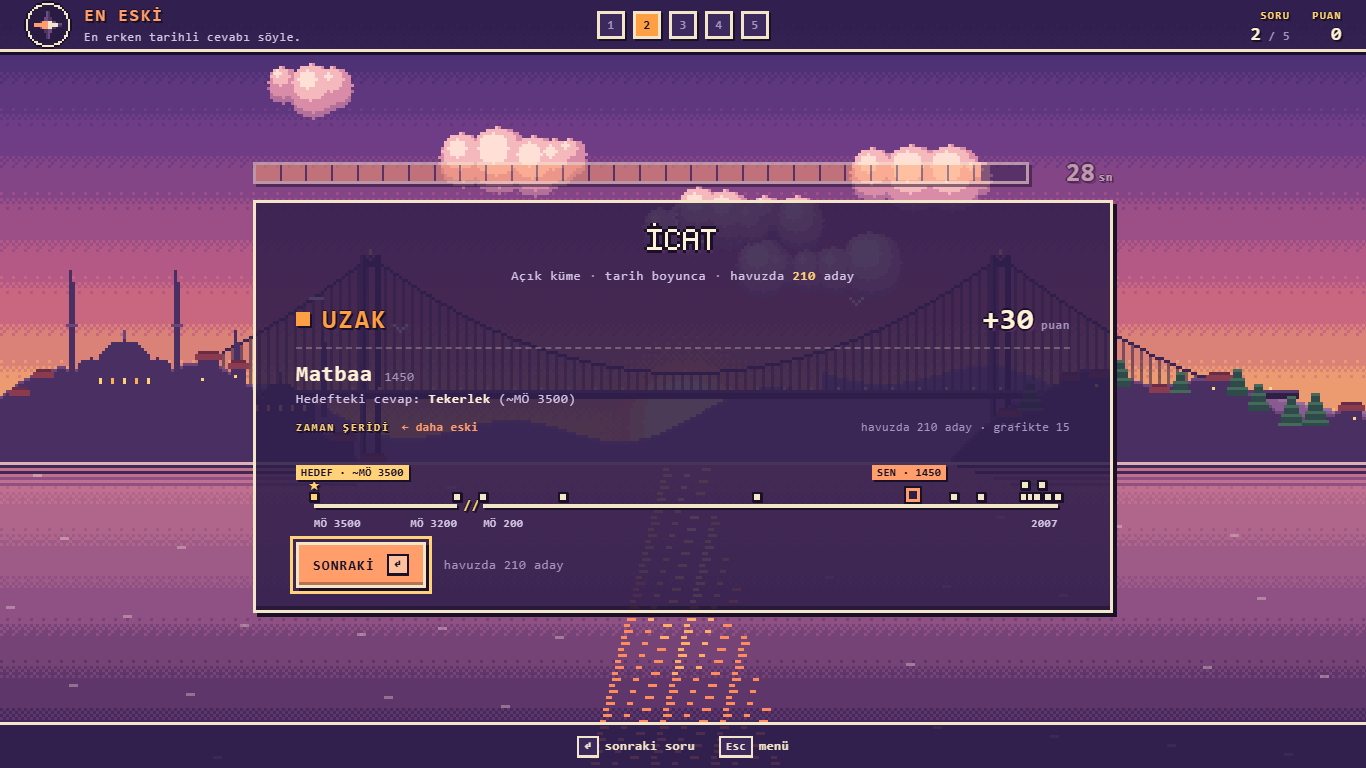 EN ESKİ
En erken tarihli cevabı söyle.
1 2 3 4 5
SORU PUAN
2 / 5 0
28 sn
İCAT
Açık küme · tarih boyunca · havuzda 210 aday
UZAK +30 puan
Matbaa 1450
Hedefteki cevap: Tekerlek (~MÖ 3500)
ZAMAN ŞERİDİ ← daha eski havuzda 210 aday · grafikte 15
HEDEF · ~MÖ 3500 SEN · 1450
MÖ 3500 MÖ 3200 // MÖ 200 2007
SONRAKİ havuzda 210 aday
sonraki soru Esc menü